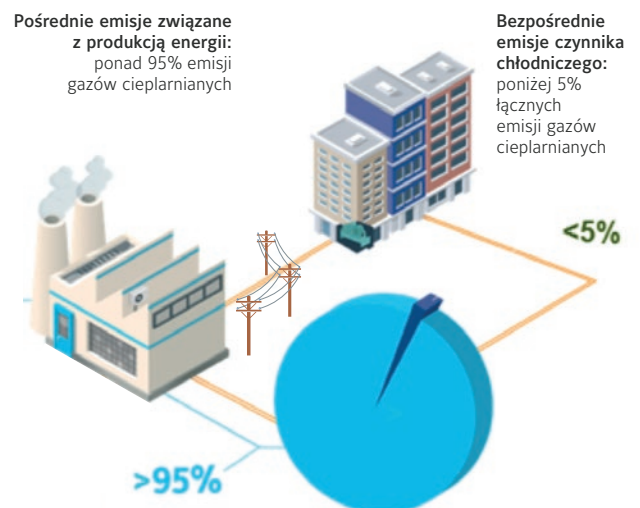 Pośrednie emisje związane
z produkcją energii:
ponad 95% emisji
gazów cieplarnianych
Bezpośrednie
emisje czynnika
chłodniczego:
poniżej 5%
łącznych
emisji gazów
cieplarnianych
<5%
>95%